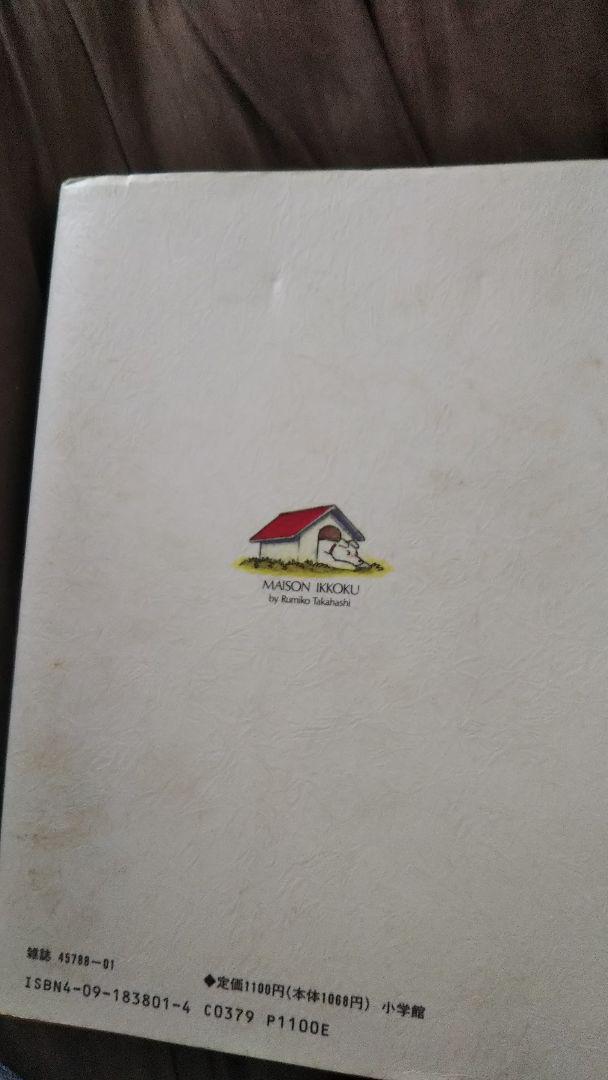 MAISON IKKOKU
by Rumiko Takahashi
雑誌 45788-01
◆定価1100円(本体1068円) 小学館
ISBN4-09-183801-4 C0379 P1100E